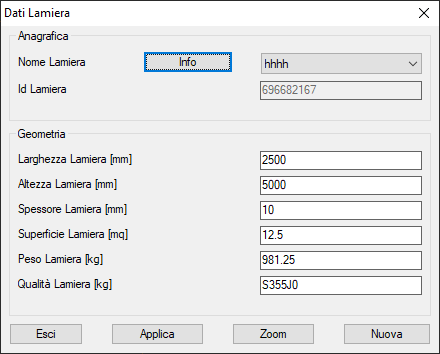 Dati Lamiera
Anagrafica
Nome Lamiera Info hhhh
Id Lamiera 696682167
Geometria
Larghezza Lamiera [mm] 2500
Altezza Lamiera [mm] 5000
Spessore Lamiera [mm] 10
Superficie Lamiera [mq] 12.5
Peso Lamiera [kg] 981.25
Qualità Lamiera [kg] S355J0
Esci Applica Zoom Nuova